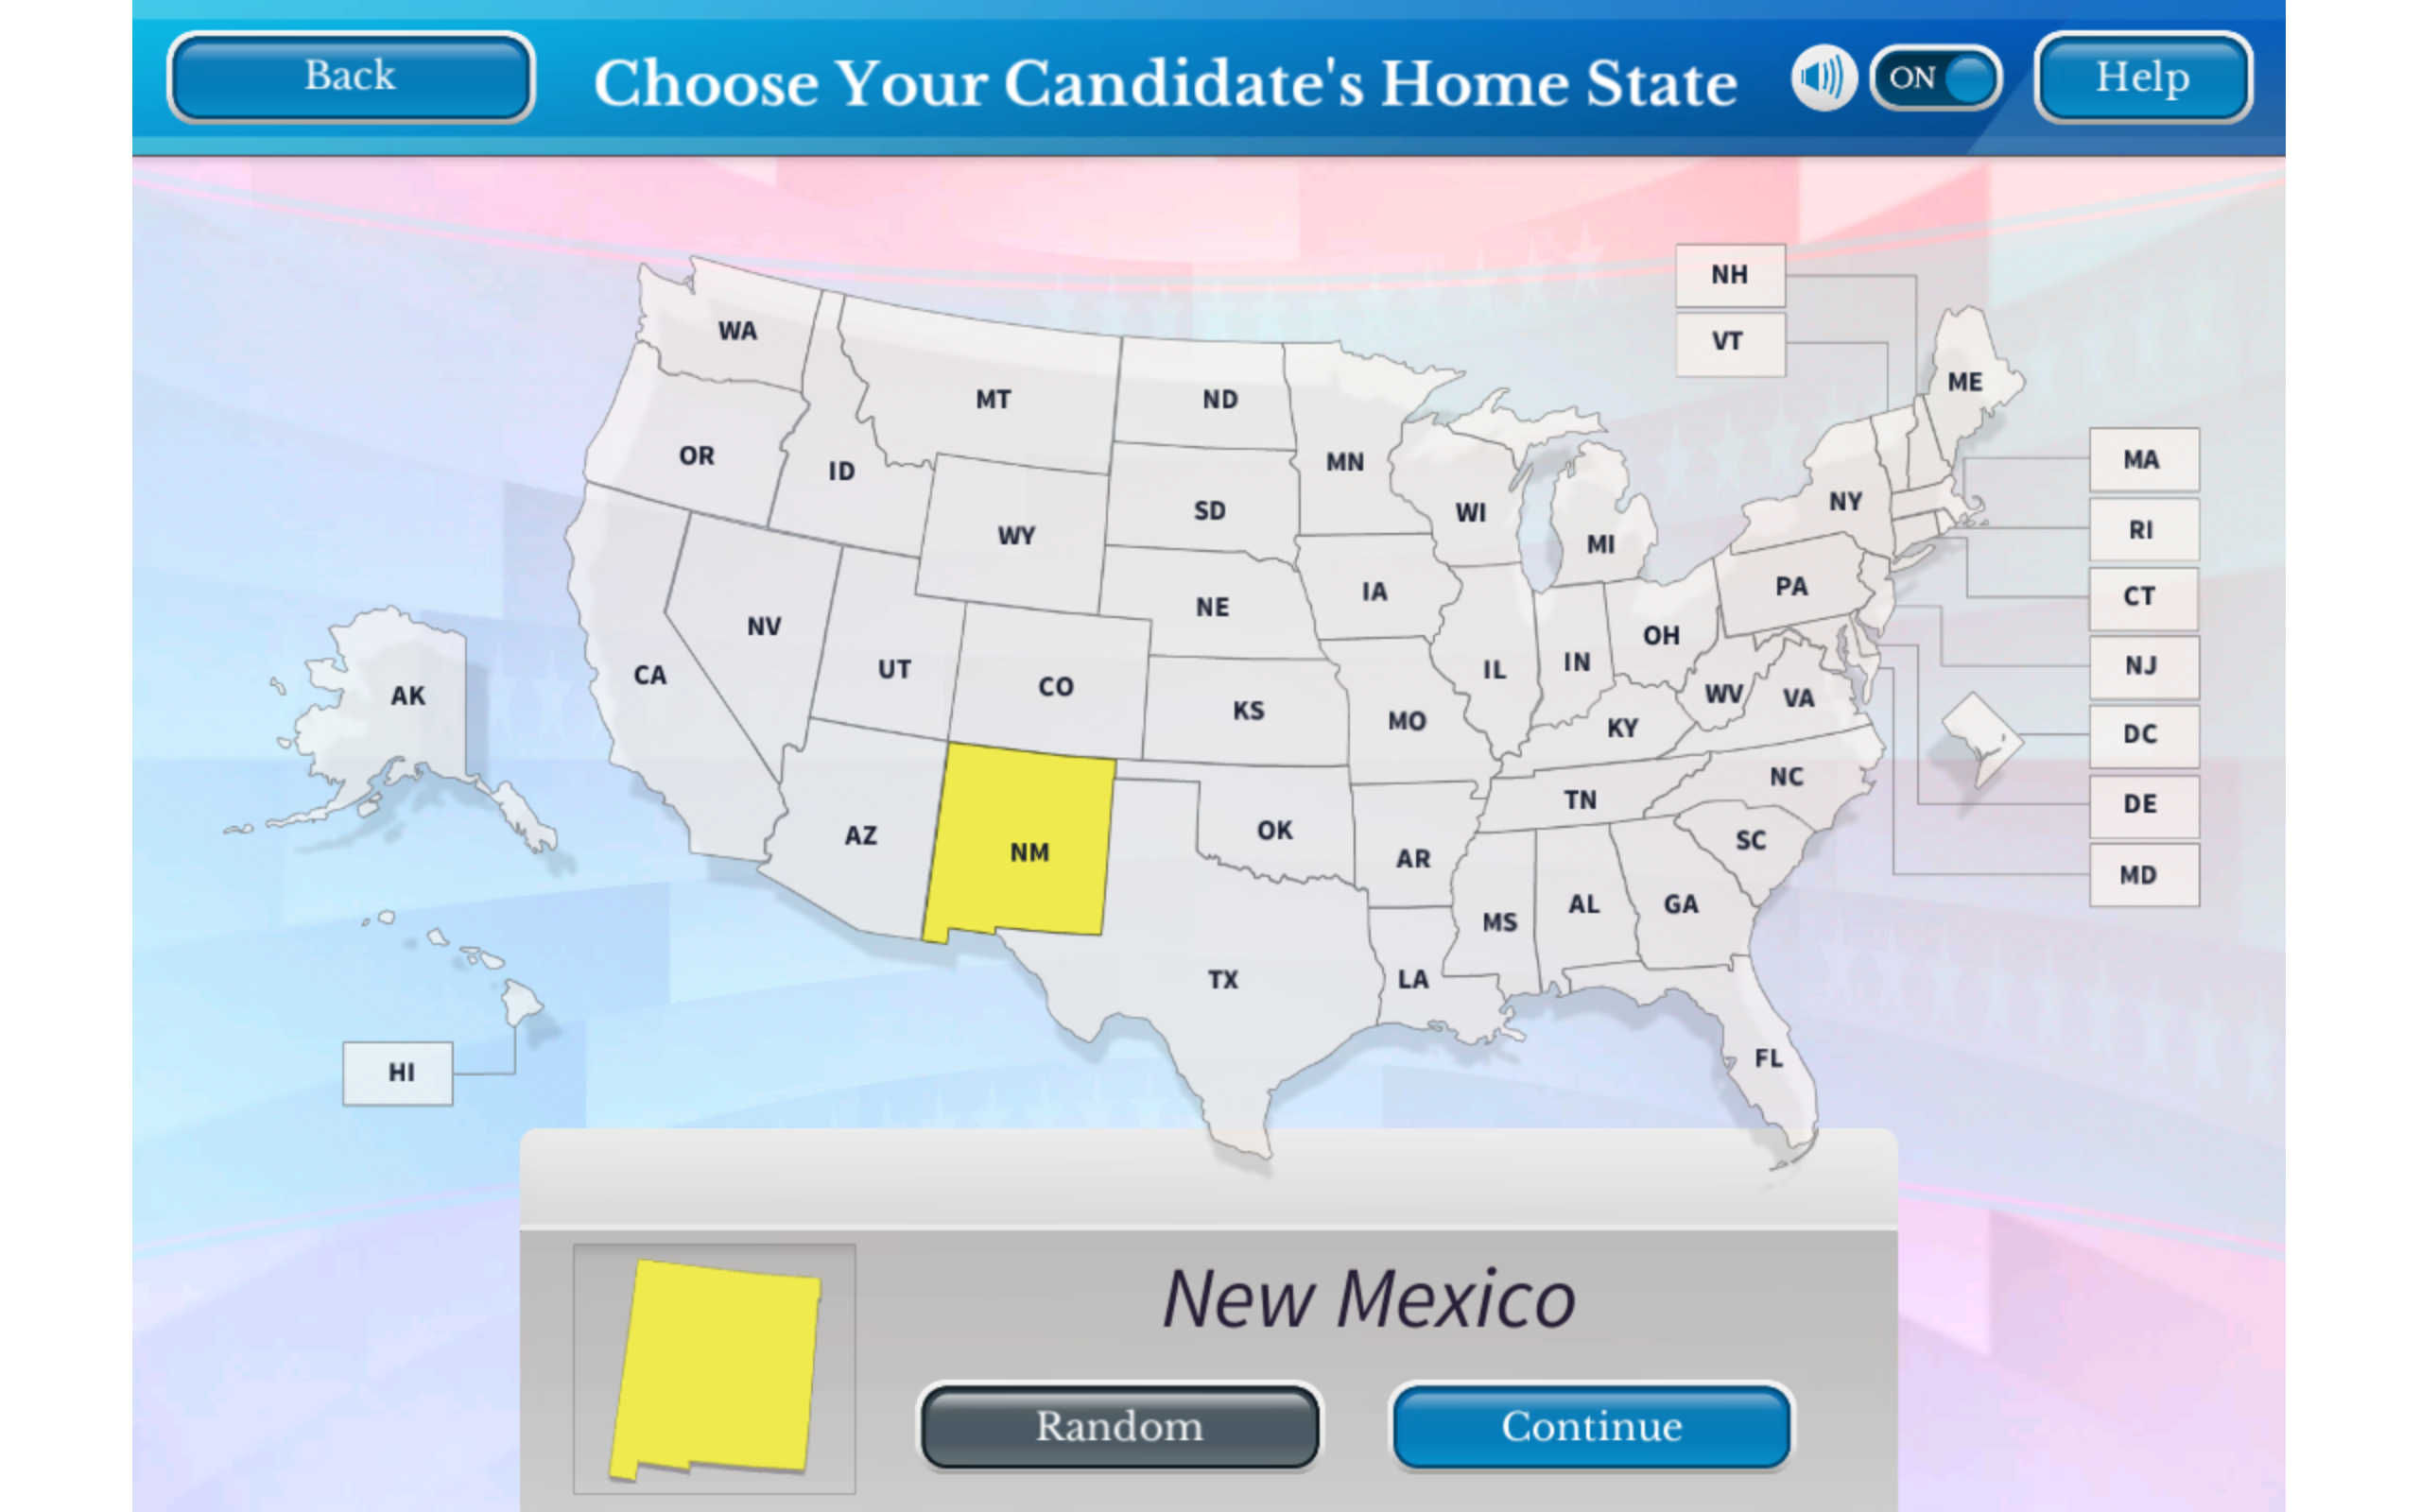 Back
Choose Your Candidate's Home State
ON
Help
NH
VT
WA
ME
MT
ND
OR
ID
MN
MA
NY
SD
WI
RI
WY
MI
PA
IA
CT
NE
NV
OH
UT
IN
NJ
CA
IL
CO
AK
WV
VA
KS
MO
KY
DC
NC
TN
DE
OK
AZ
SC
NM
AR
MD
AL
GA
MS
TX
LA
FL
HI
New Mexico
Random
Continue